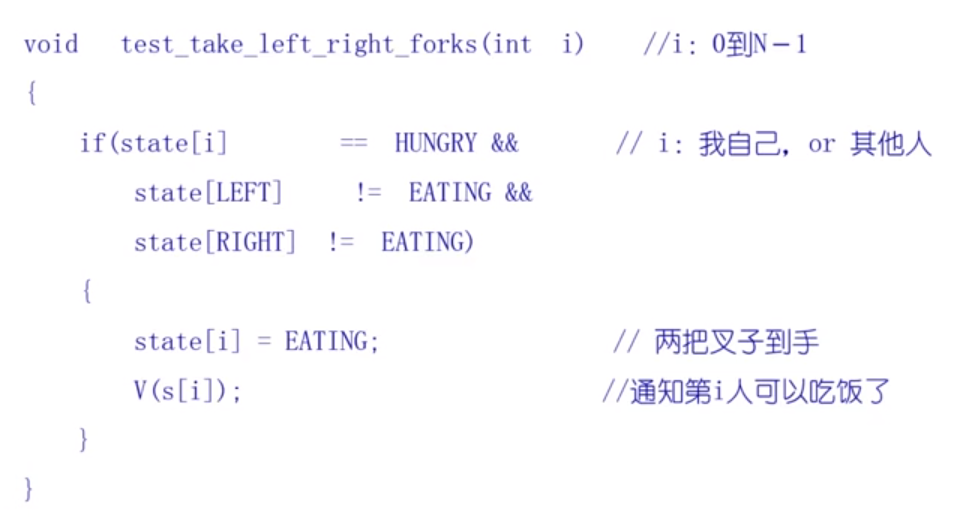 void test_take_left_right_forks(int i) //i: 0到N-1
{
if(state[i] == HUNGRY && // i: 我自己, or 其他人
state[LEFT] != EATING &&
state[RIGHT] != EATING)
{
state[i] = EATING; // 两把叉子到手
V(s[i]); //通知第i人可以吃饭了
}
}